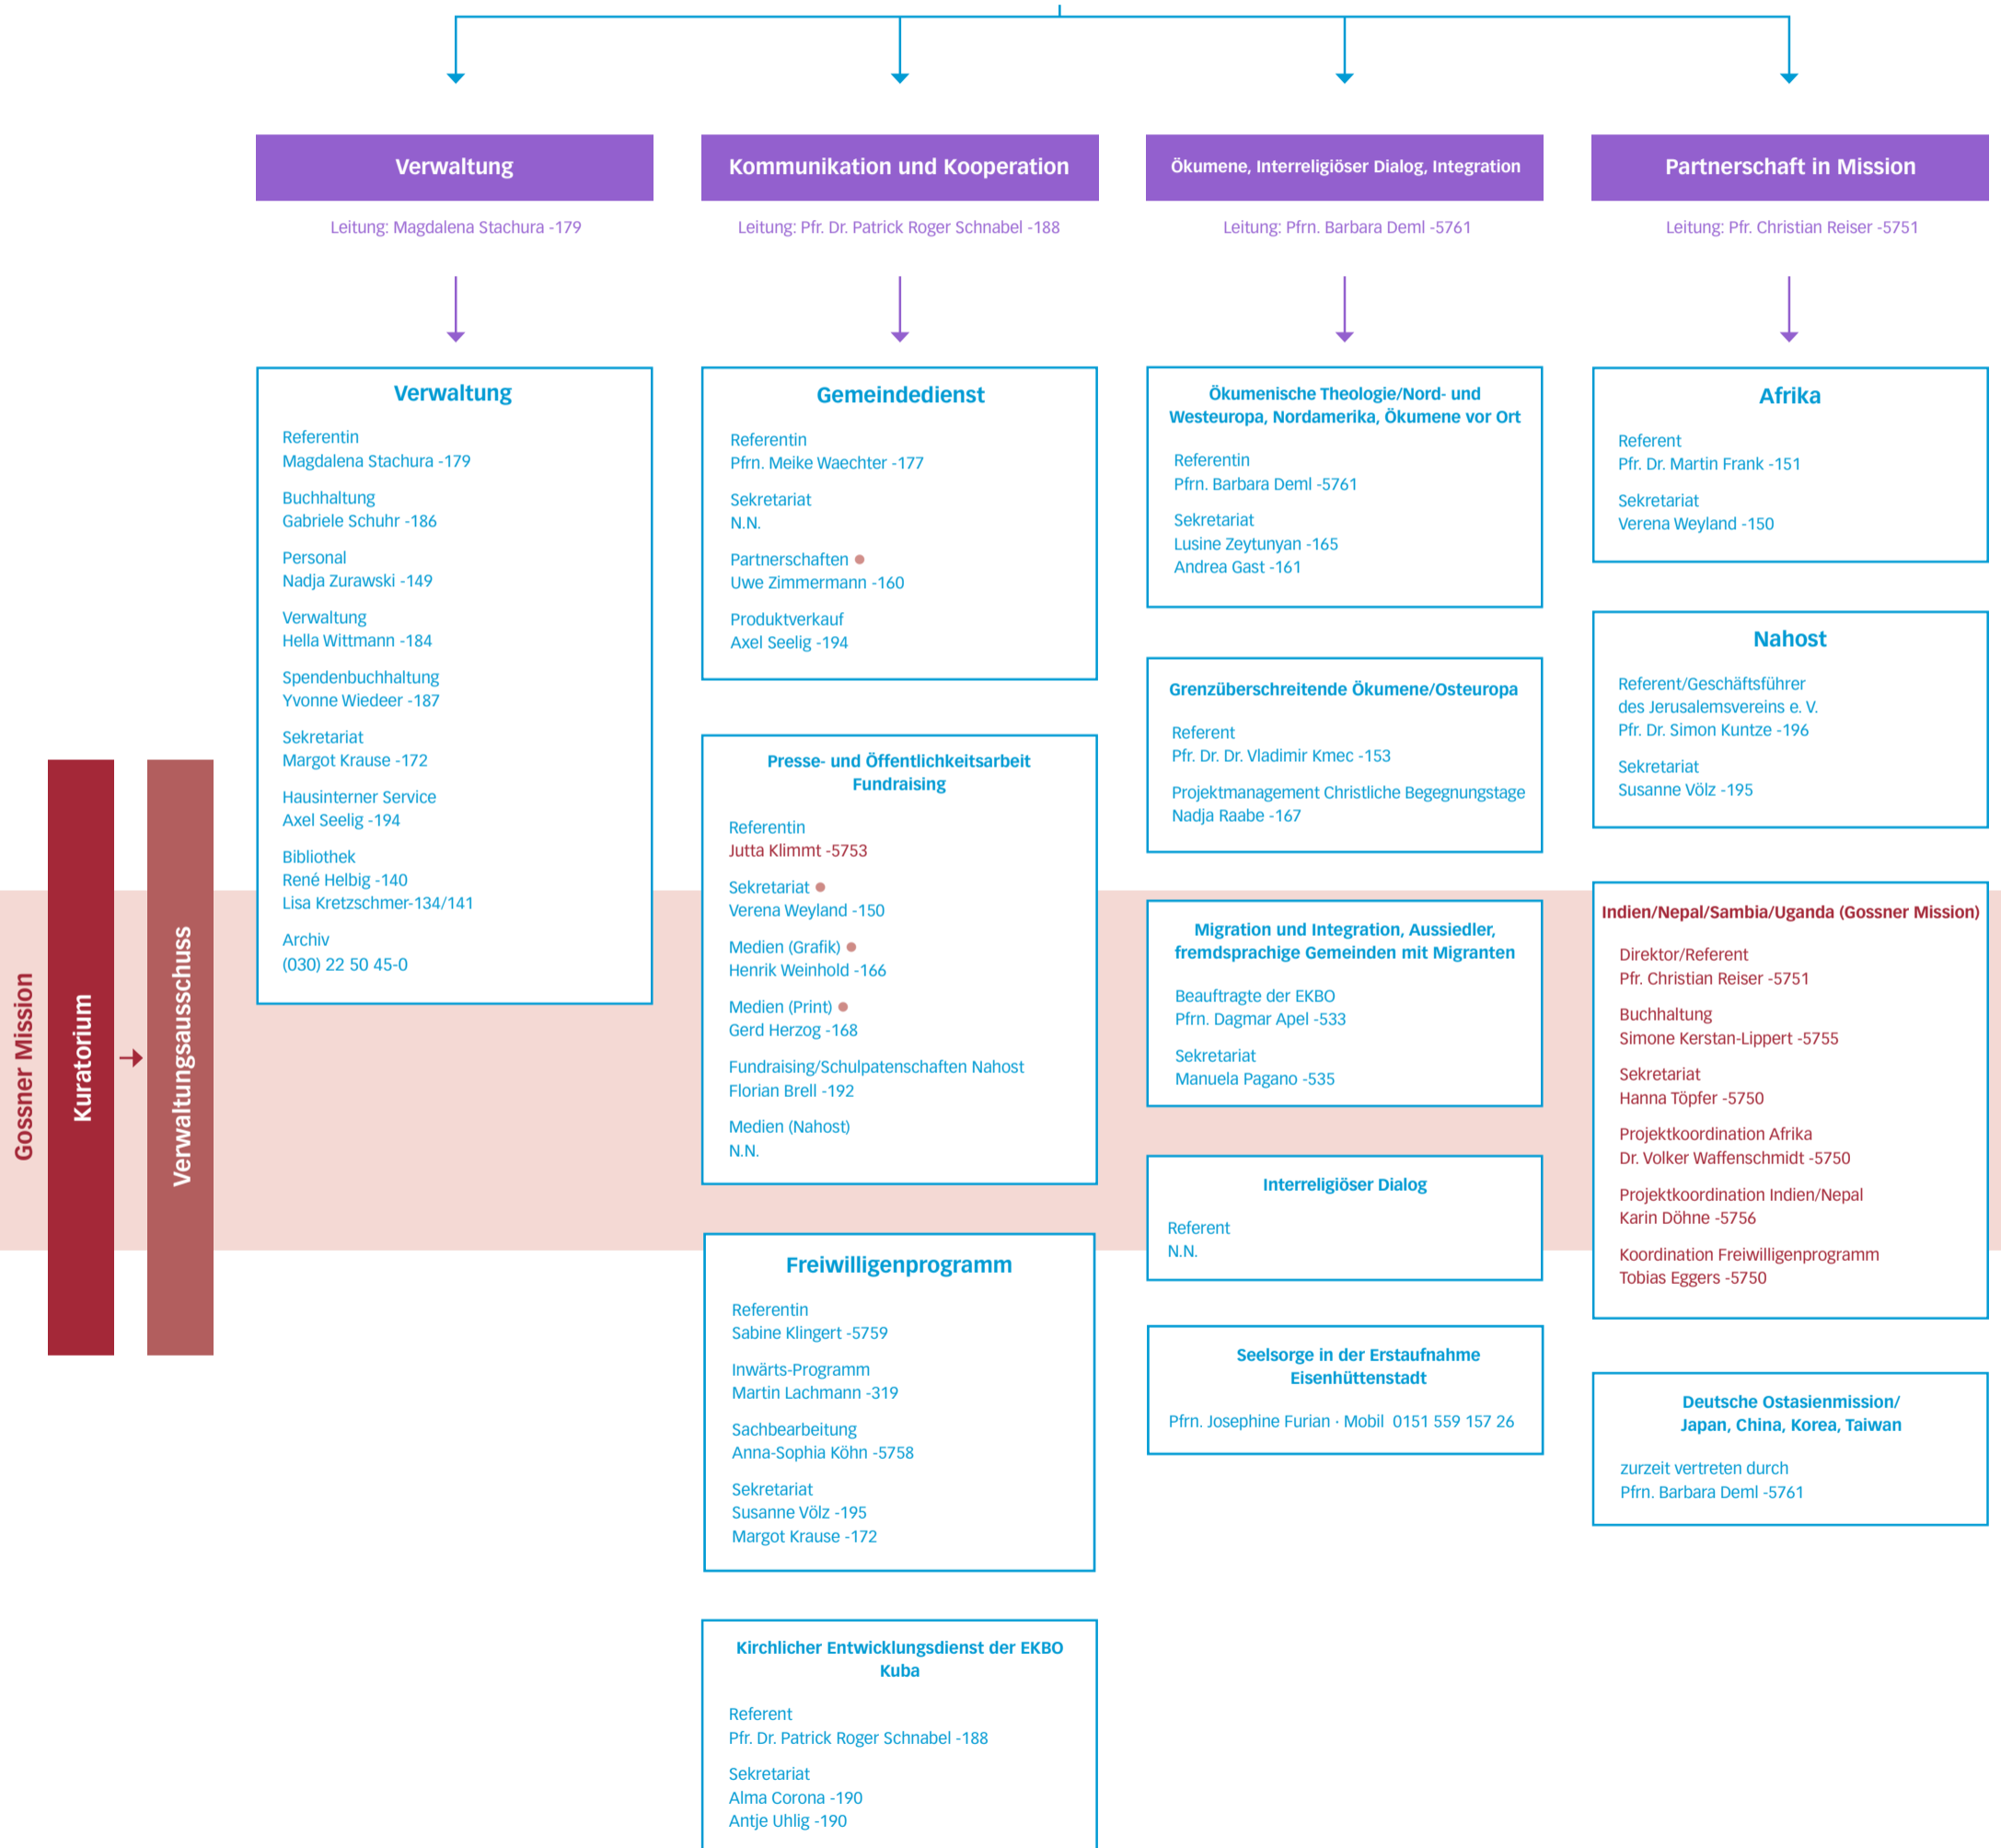 Verwaltung
Leitung: Magdalena Stachura -179
Verwaltung
Referentin
Magdalena Stachura -179
Buchhaltung
Gabriele Schuhr -186
Personal
Nadja Zurawski -149
Verwaltung
Hella Wittmann -184
Spendenbuchhaltung
Yvonne Wiedeer -187
Sekretariat
Margot Krause -172
Hausinterner Service
Axel Seelig -194
Bibliothek
René Helbig -140
Lisa Kretzschmer-134/141
Archiv
(030) 22 50 45-0
Kommunikation und Kooperation
Leitung: Pfr. Dr. Patrick Roger Schnabel -188
Gemeindedienst
Referentin
Pfrn. Meike Waechter -177
Sekretariat
N.N.
Partnerschaften
Uwe Zimmermann -160
Produktverkauf
Axel Seelig -194
Presse- und Öffentlichkeitsarbeit
Fundraising
Referentin
Jutta Klimmt -5753
Sekretariat
Verena Weyland -150
Medien (Grafik)
Henrik Weinhold -166
Medien (Print)
Gerd Herzog -168
Fundraising/Schulpatenschaften Nahost
Florian Brell -192
Medien (Nahost)
N.N.
Freiwilligenprogramm
Referentin
Sabine Klingert -5759
Inwärts-Programm
Martin Lachmann -319
Sachbearbeitung
Anna-Sophia Köhn -5758
Sekretariat
Susanne Völz -195
Margot Krause -172
Kirchlicher Entwicklungsdienst der EKBO
Kuba
Referent
Pfr. Dr. Patrick Roger Schnabel -188
Sekretariat
Alma Corona -190
Antje Uhlig -190
Ökumene, Interreligiöser Dialog, Integration
Leitung: Pfrn. Barbara Deml -5761
Ökumenische Theologie/Nord- und
Westeuropa, Nordamerika, Ökumene vor Ort
Referentin
Pfrn. Barbara Deml -5761
Sekretariat
Lusine Zeytunyan -165
Andrea Gast -161
Grenzüberschreitende Ökumene/Osteuropa
Referent
Pfr. Dr. Dr. Vladimir Kmec -153
Projektmanagement Christliche Begegnungstage
Nadja Raabe -167
Migration und Integration, Aussiedler,
fremdsprachige Gemeinden mit Migranten
Beauftragte der EKBO
Pfrn. Dagmar Apel -533
Sekretariat
Manuela Pagano -535
Interreligiöser Dialog
Referent
N.N.
Seelsorge in der Erstaufnahme
Eisenhüttenstadt
Pfrn. Josephine Furian · Mobil 0151 559 157 26
Partnerschaft in Mission
Leitung: Pfr. Christian Reiser -5751
Afrika
Referent
Pfr. Dr. Martin Frank -151
Sekretariat
Verena Weyland -150
Nahost
Referent/Geschäftsführer
des Jerusalemsvereins e. V.
Pfr. Dr. Simon Kuntze -196
Sekretariat
Susanne Völz -195
Indien/Nepal/Sambia/Uganda (Gossner Mission)
Direktor/Referent
Pfr. Christian Reiser -5751
Buchhaltung
Simone Kerstan-Lippert -5755
Sekretariat
Hanna Töpfer -5750
Projektkoordination Afrika
Dr. Volker Waffenschmidt -5750
Projektkoordination Indien/Nepal
Karin Döhne -5756
Koordination Freiwilligenprogramm
Tobias Eggers -5750
Deutsche Ostasienmission/
Japan, China, Korea, Taiwan
zurzeit vertreten durch
Pfrn. Barbara Deml -5761
Gossner Mission
Kuratorium
Verwaltungsausschuss